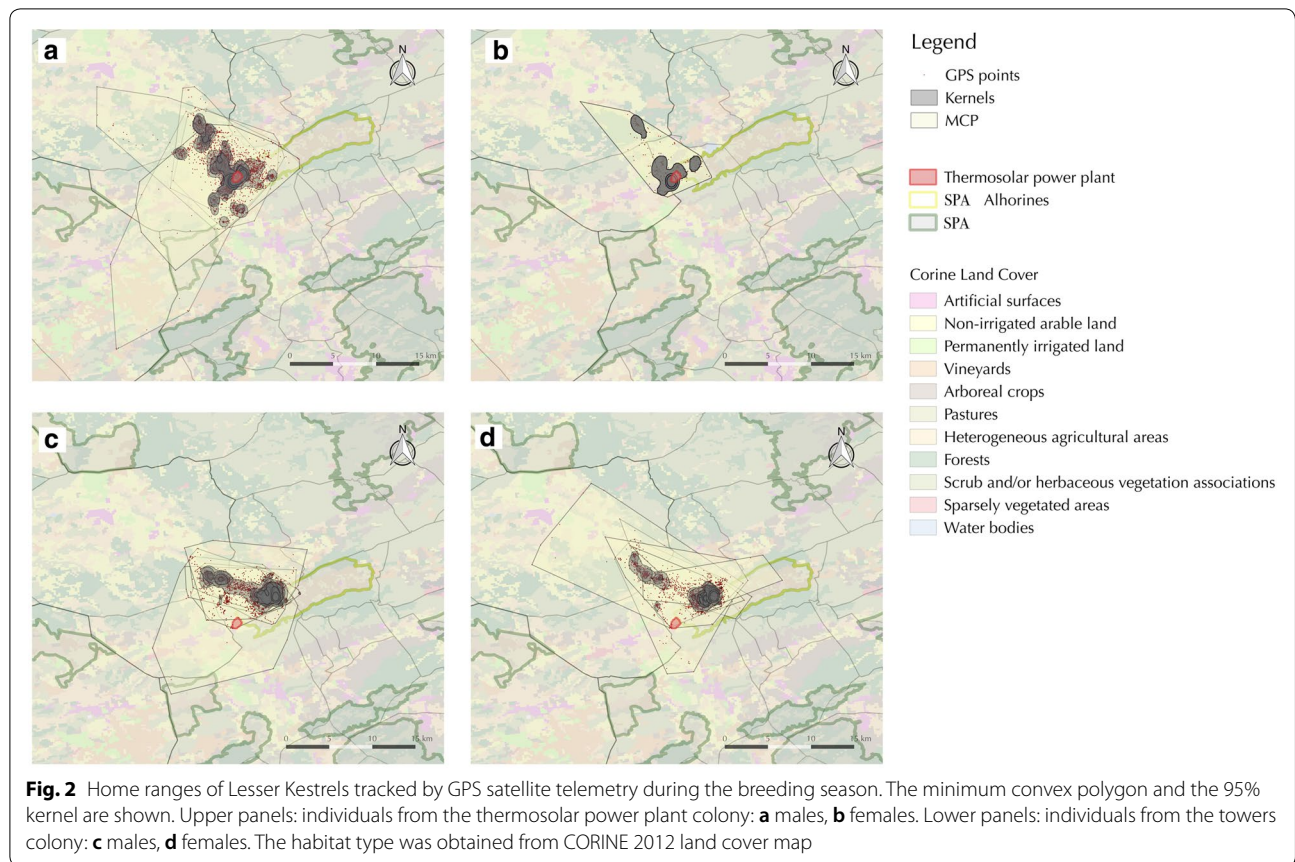 a
N
0 5 10 15 km
b
N
0 5 10 15 km
c
N
0 5 10 15 km
d
N
0 5 10 15 km
Legend
GPS points
Kernels
MCP
Thermosolar power plant
SPA Alhorines
SPA
Corine Land Cover
Artificial surfaces
Non-irrigated arable land
Permanently irrigated land
Vineyards
Arboreal crops
Pastures
Heterogeneous agricultural areas
Forests
Scrub and/or herbaceous vegetation associations
Sparsely vegetated areas
Water bodies
Fig. 2 Home ranges of Lesser Kestrels tracked by GPS satellite telemetry during the breeding season. The minimum convex polygon and the 95%
kernel are shown. Upper panels: individuals from the thermosolar power plant colony: a males, b females. Lower panels: individuals from the towers
colony: c males, d females. The habitat type was obtained from CORINE 2012 land cover map